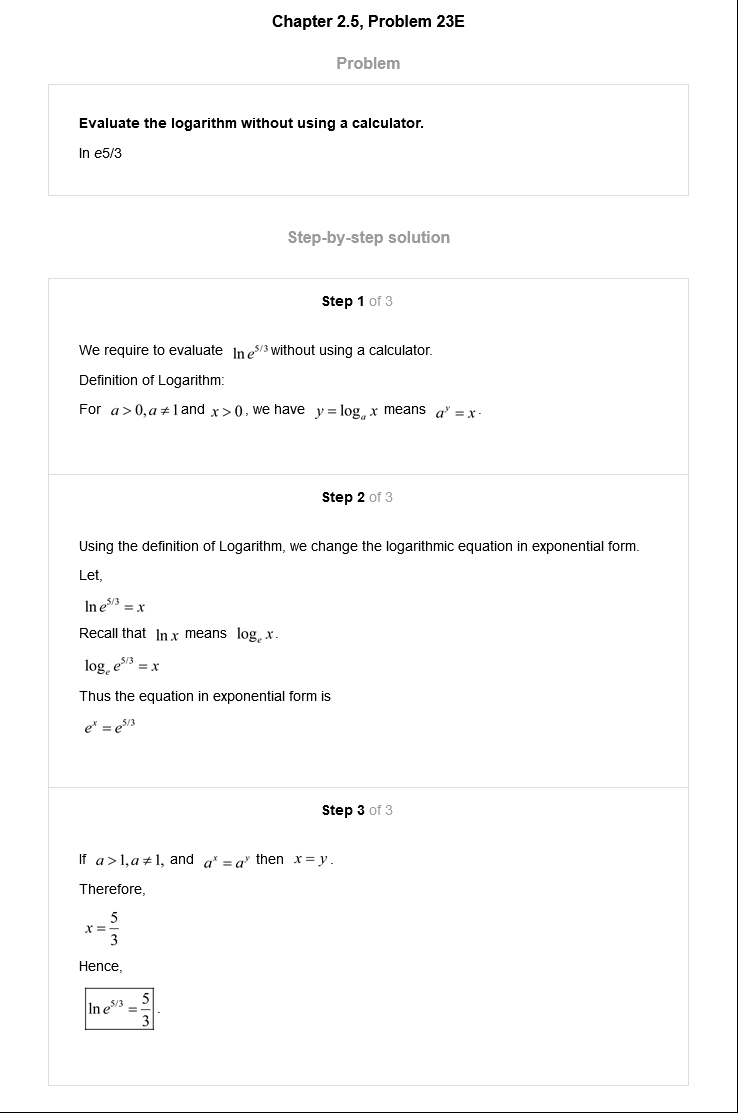 Chapter 2.5, Problem 23E
Problem
Evaluate the logarithm without using a calculator.
ln e5/3
Step-by-step solution
Step 1 of 3
We require to evaluate ln e^{5/3} without using a calculator.
Definition of Logarithm:
For a > 0, a ≠ 1 and x > 0, we have y = log_a x means a^y = x.
Step 2 of 3
Using the definition of Logarithm, we change the logarithmic equation in exponential form.
Let,
ln e^{5/3} = x
Recall that ln x means log_e x.
log_e e^{5/3} = x
Thus the equation in exponential form is
e^x = e^{5/3}
Step 3 of 3
If a > 1, a ≠ 1, and a^x = a^y then x = y.
Therefore,
x = 5/3
Hence,
ln e^{5/3} = 5/3.